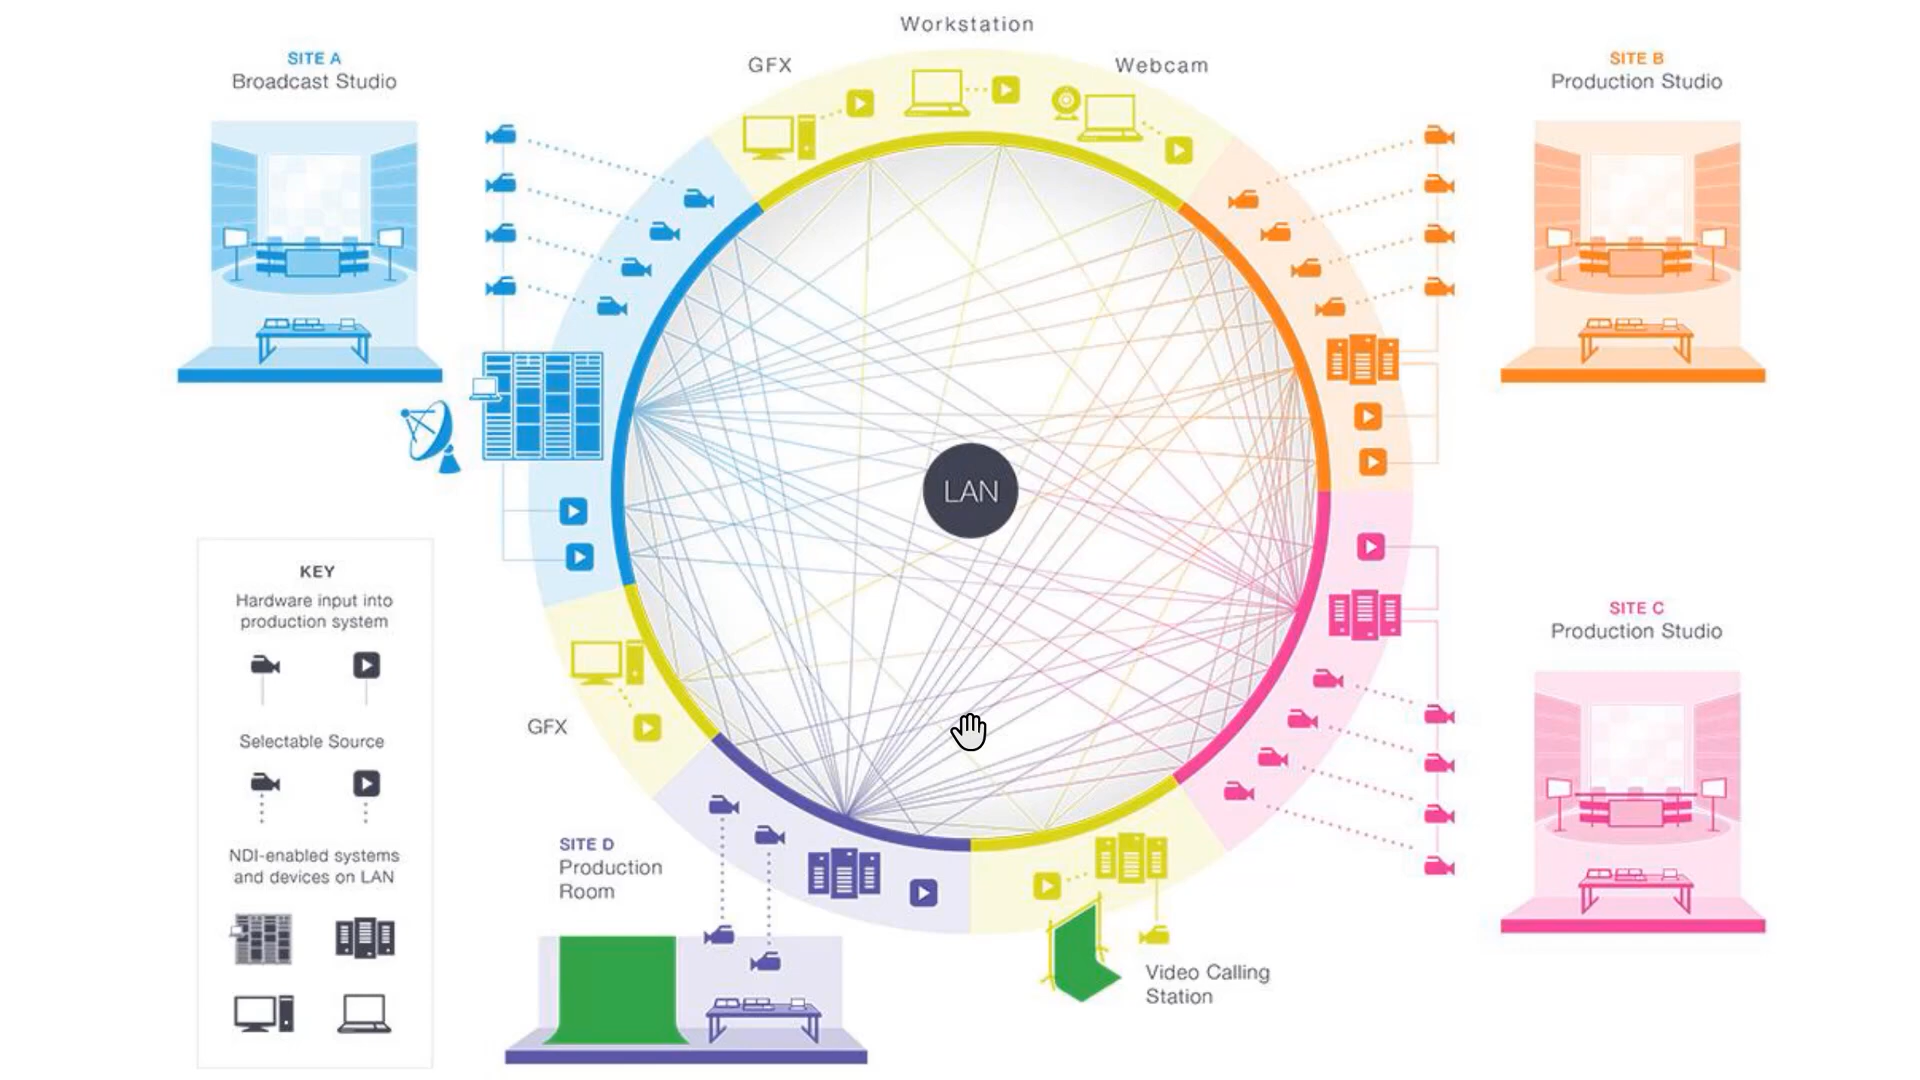 Workstation
GFX
Webcam
SITE A
Broadcast Studio
SITE B
Production Studio
LAN
KEY
Hardware input into
production system
Selectable Source
NDI-enabled systems
and devices on LAN
GFX
SITE C
Production Studio
SITE D
Production
Room
Video Calling
Station